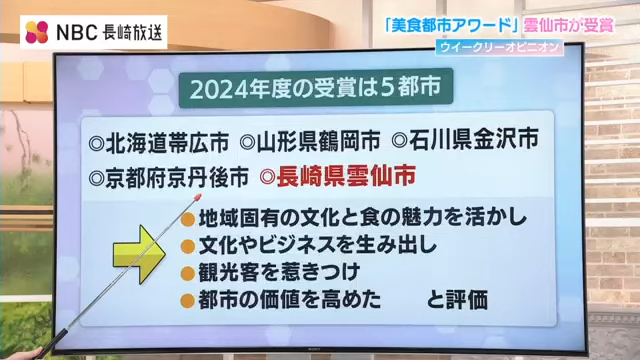 NBC 長崎放送
「美食都市アワード」雲仙市が受賞
ウイークリーオピニオン
2024年度の受賞は5都市
◎北海道帯広市 ◎山形県鶴岡市 ◎石川県金沢市
◎京都府京丹後市 ◎長崎県雲仙市
●地域固有の文化と食の魅力を活かし
●文化やビジネスを生み出し
●観光客を惹きつけ
●都市の価値を高めた と評価
SONY